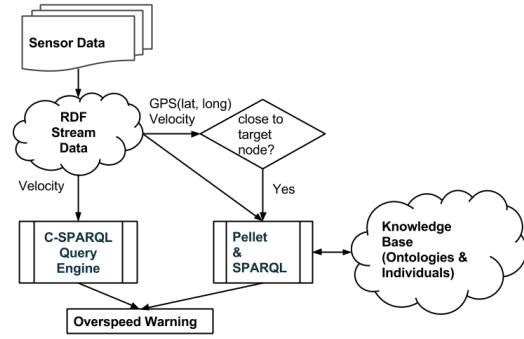 Sensor Data
RDF
Stream
Data
GPS(lat, long)
Velocity
close to
target
node?
Velocity
Yes
C-SPARQL
Query
Engine
Pellet
&
SPARQL
Knowledge
Base
(Ontologies &
Individuals)
Overspeed Warning